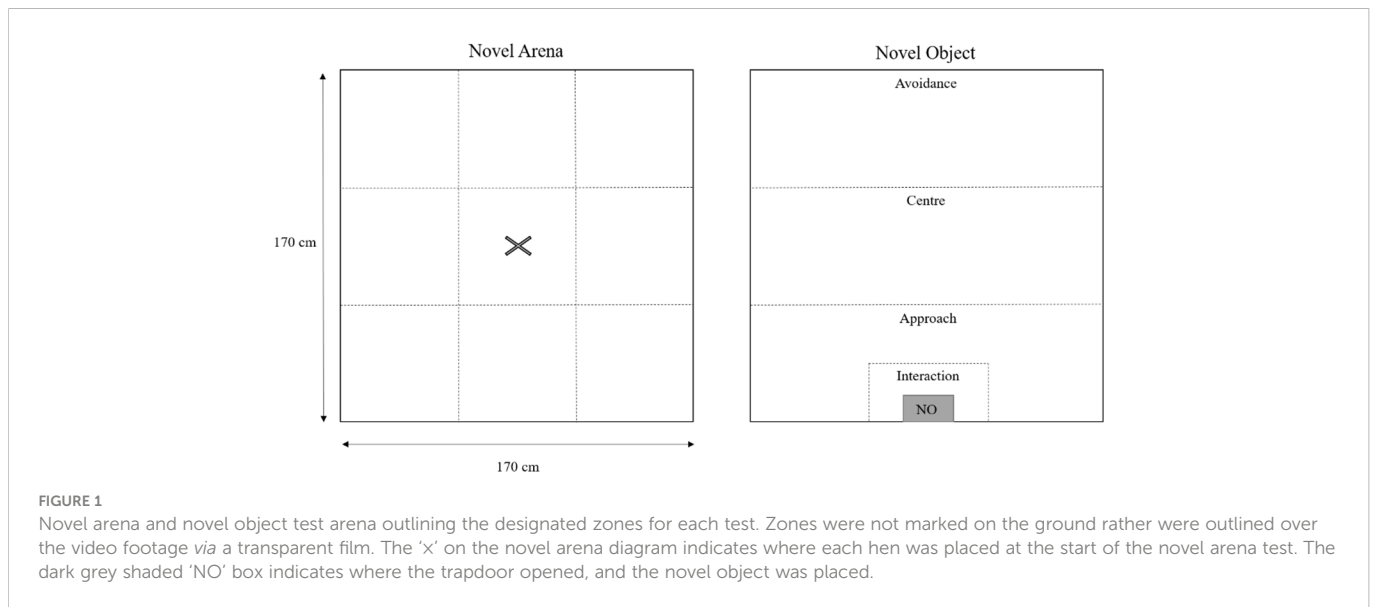 Novel Arena
170 cm
170 cm
Novel Object
Avoidance
Centre
Approach
Interaction
NO
FIGURE 1
Novel arena and novel object test arena outlining the designated zones for each test. Zones were not marked on the ground rather were outlined over
the video footage via a transparent film. The ‘×’ on the novel arena diagram indicates where each hen was placed at the start of the novel arena test. The
dark grey shaded ‘NO’ box indicates where the trapdoor opened, and the novel object was placed.